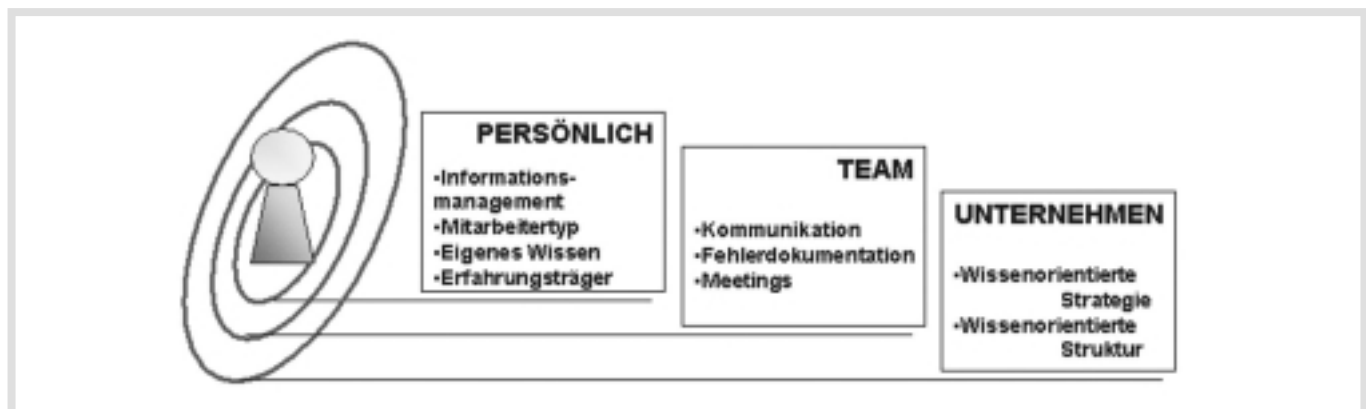 PERSÖNLICH
•Informations-
management
•Mitarbeitertyp
•Eigenes Wissen
•Erfahrungsträger
TEAM
•Kommunikation
•Fehlerdokumentation
•Meetings
UNTERNEHMEN
•Wissenorientierte
Strategie
•Wissenorientierte
Struktur